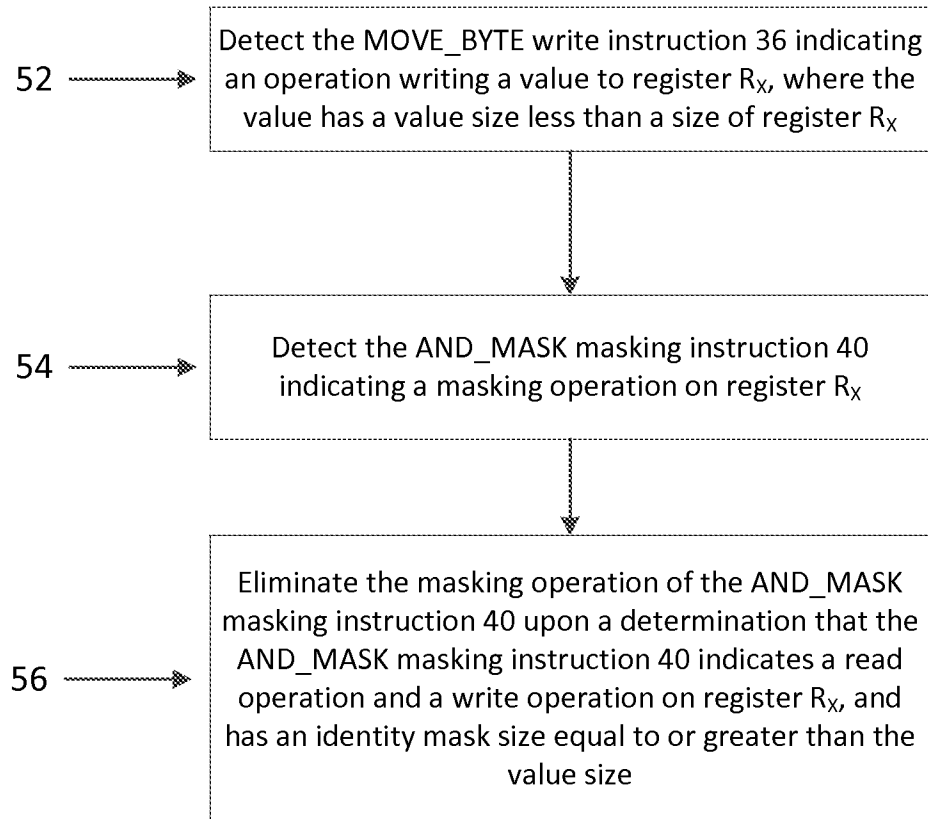 52
Detect the MOVE_BYTE write instruction 36 indicating
an operation writing a value to register RX, where the
value has a value size less than a size of register RX
54
Detect the AND_MASK masking instruction 40
indicating a masking operation on register RX
56
Eliminate the masking operation of the AND_MASK
masking instruction 40 upon a determination that the
AND_MASK masking instruction 40 indicates a read
operation and a write operation on register RX, and
has an identity mask size equal to or greater than the
value size